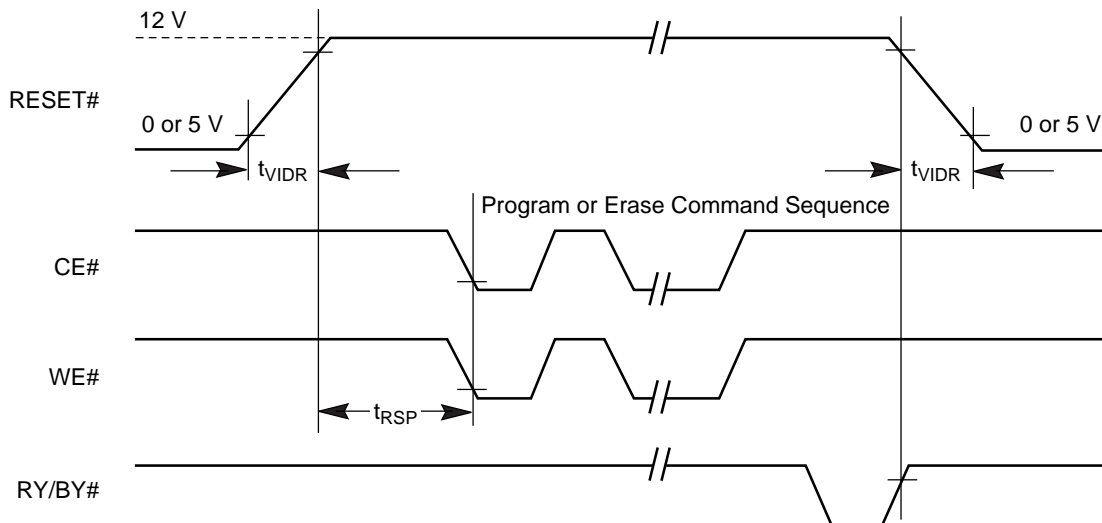 12 V
RESET#
0 or 5 V
0 or 5 V
tVIDR
tVIDR
Program or Erase Command Sequence
CE#
WE#
tRSP
RY/BY#